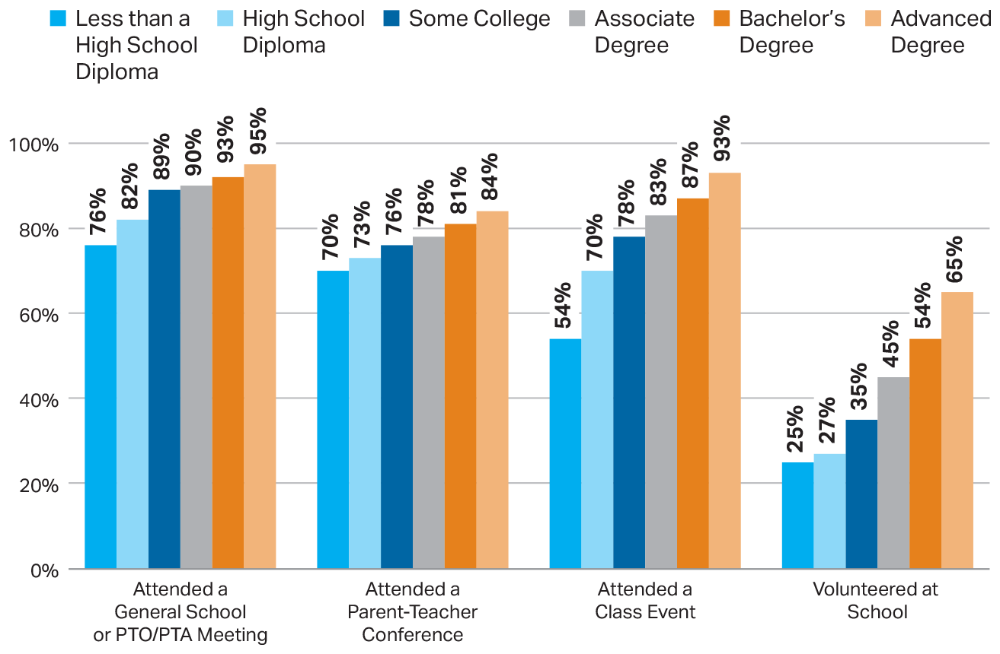 Less than a
High School
Diploma
High School
Diploma
Some College
Associate
Degree
Bachelor’s
Degree
Advanced
Degree
100%
80%
60%
40%
20%
0%
76%
82%
89%
90%
93%
95%
70%
73%
76%
78%
81%
84%
54%
70%
78%
83%
87%
93%
25%
27%
35%
45%
54%
65%
Attended a
General School
or PTO/PTA Meeting
Attended a
Parent-Teacher
Conference
Attended a
Class Event
Volunteered at
School